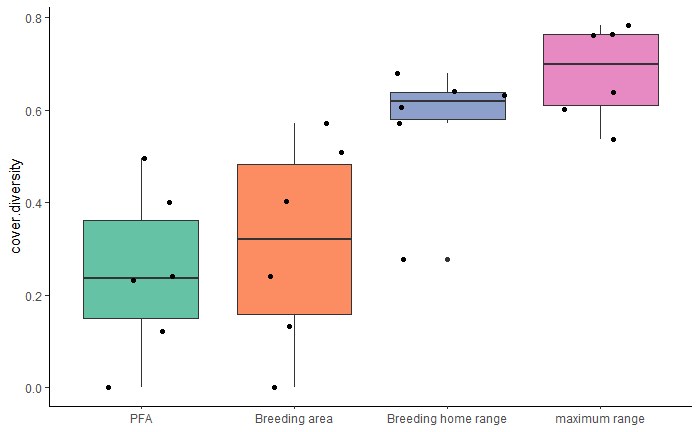 cover.diversity
0.8
0.6
0.4
0.2
0.0
PFA
Breeding area
Breeding home range
maximum range